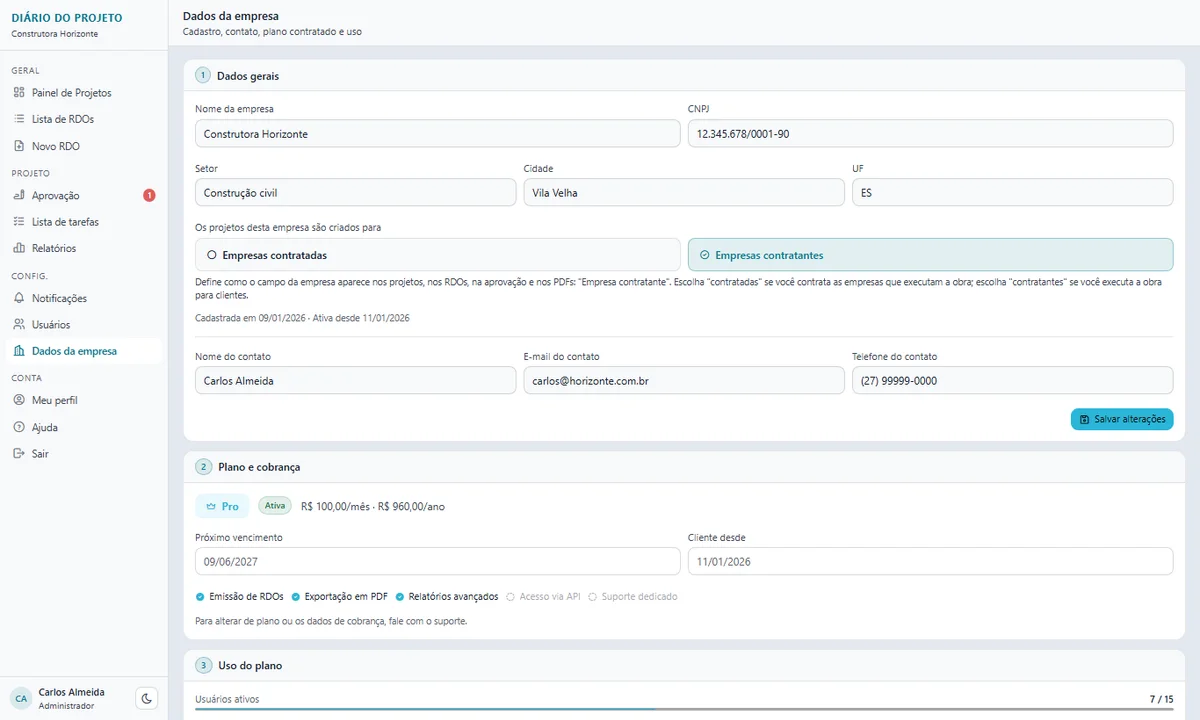 DIÁRIO DO PROJETO
Construtora Horizonte
GERAL
Painel de Projetos
Lista de RDOs
Novo RDO
PROJETO
Aprovação
1
Lista de tarefas
Relatórios
CONFIG.
Notificações
Usuários
Dados da empresa
CONTA
Meu perfil
Ajuda
Sair
CA
Carlos Almeida
Administrador
Dados da empresa
Cadastro, contato, plano contratado e uso
1 Dados gerais
Nome da empresa
Construtora Horizonte
CNPJ
12.345.678/0001-90
Setor
Construção civil
Cidade
Vila Velha
UF
ES
Os projetos desta empresa são criados para
Empresas contratadas
Empresas contratantes
Define como o campo da empresa aparece nos projetos, nos RDOs, na aprovação e nos PDFs: "Empresa contratante". Escolha "contratadas" se você contrata as empresas que executam a obra; escolha "contratantes" se você executa a obra
para clientes.
Cadastrada em 09/01/2026 · Ativa desde 11/01/2026
Nome do contato
Carlos Almeida
E-mail do contato
carlos@horizonte.com.br
Telefone do contato
(27) 99999-0000
Salvar alterações
2 Plano e cobrança
Pro
Ativa
R$ 100,00/mês · R$ 960,00/ano
Próximo vencimento
09/06/2027
Cliente desde
11/01/2026
Emissão de RDOs
Exportação em PDF
Relatórios avançados
Acesso via API
Suporte dedicado
Para alterar de plano ou os dados de cobrança, fale com o suporte.
3 Uso do plano
Usuários ativos
7 / 15